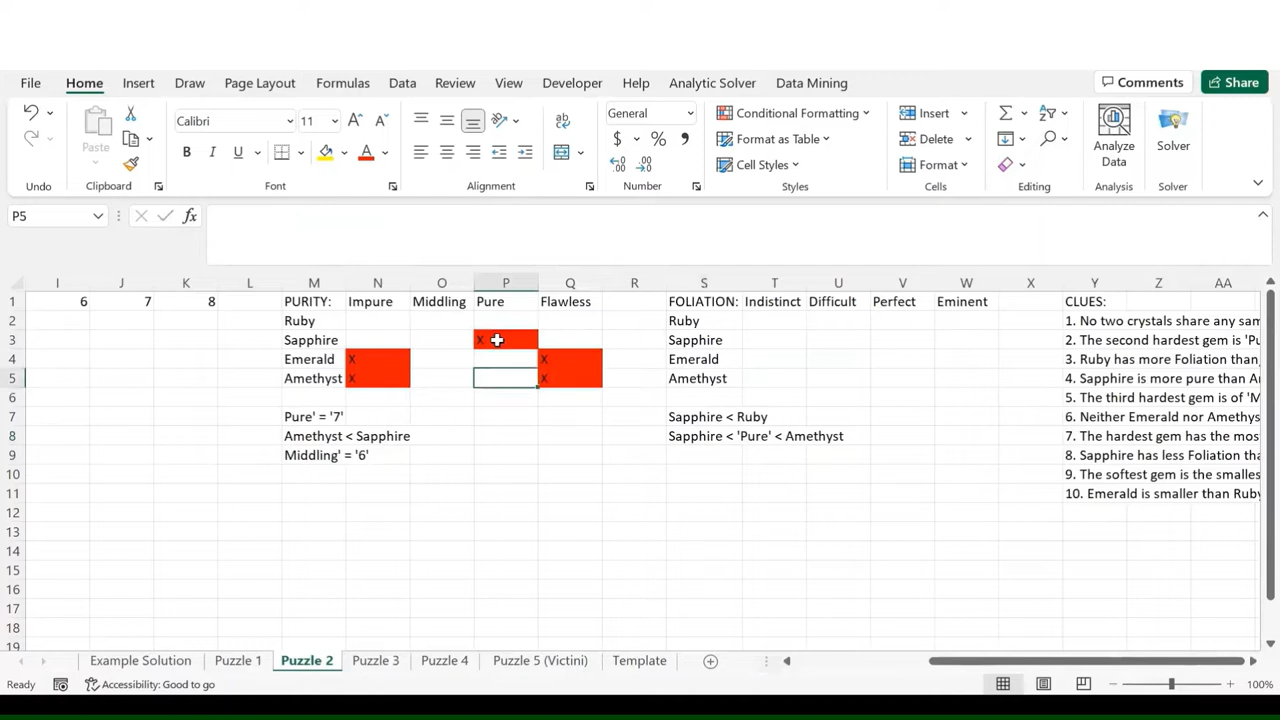 File Home Insert Draw Page Layout Formulas Data Review View Developer Help Analytic Solver Data Mining Comments Share
Calibri 11 A A General Conditional Formatting Insert
Paste B I U A ab $ % Format as Table Delete Analyze Data Solver
Cell Styles Format
Undo Clipboard Font Alignment Number Styles Cells Editing Analysis Solver
P5 fx
I J K L M N O P Q R S T U V W X Y Z AA
1 6 7 8 PURITY: Impure Middling Pure Flawless FOLIATION: Indistinct Difficult Perfect Eminent CLUES:
2 Ruby Ruby 1. No two crystals share any sam
3 Sapphire X Sapphire 2. The second hardest gem is 'Pu
4 Emerald X X Emerald 3. Ruby has more Foliation than
5 Amethyst X X Amethyst 4. Sapphire is more pure than Am
6 5. The third hardest gem is of 'M
7 Pure' = '7' Sapphire < Ruby 6. Neither Emerald nor Amethys
8 Amethyst < Sapphire Sapphire < 'Pure' < Amethyst 7. The hardest gem has the mos
9 Middling' = '6' 8. Sapphire has less Foliation tha
10 9. The softest gem is the smalles
11 10. Emerald is smaller than Ruby
12
13
14
15
16
17
18
19
Example Solution Puzzle 1 Puzzle 2 Puzzle 3 Puzzle 4 Puzzle 5 (Victini) Template
Ready Accessibility: Good to go 100%